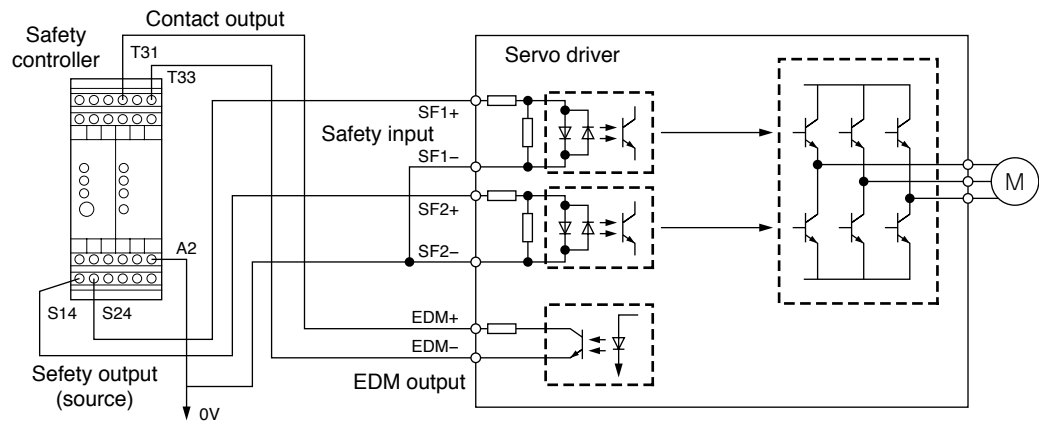 Contact output
Safety
controller
T31
T33
Servo driver
SF1+
Safety input
SF1−
SF2+
SF2−
M
A2
S14
S24
EDM+
EDM−
Sefety output
(source)
EDM output
0V